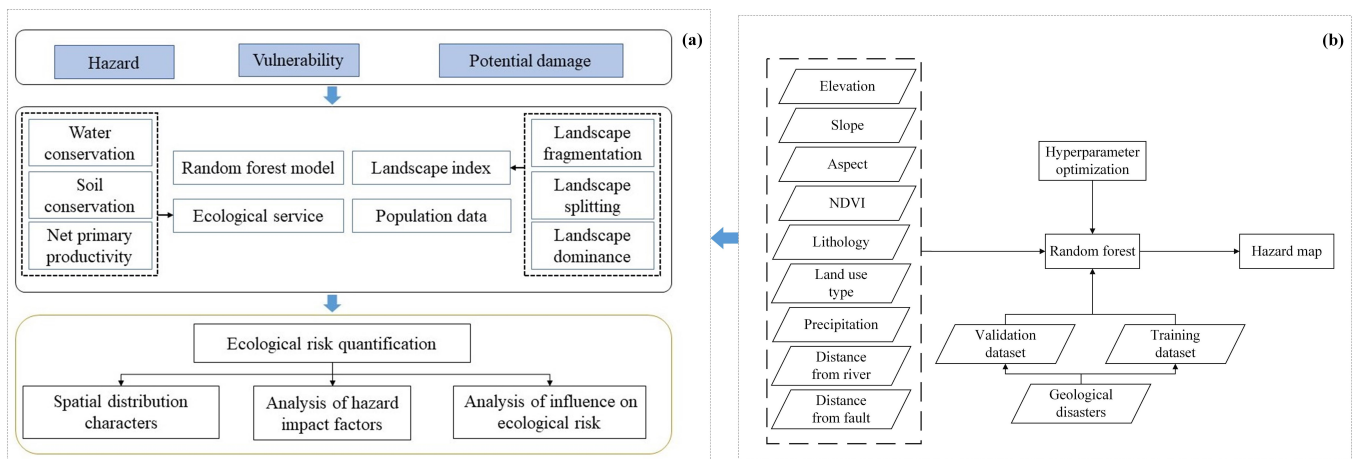 (a)
Hazard
Vulnerability
Potential damage
Water
conservation
Soil
conservation
Net primary
productivity
Random forest model
Landscape index
Ecological service
Population data
Landscape
fragmentation
Landscape
splitting
Landscape
dominance
Ecological risk quantification
Spatial distribution
characters
Analysis of hazard
impact factors
Analysis of influence on
ecological risk
(b)
Elevation
Slope
Aspect
NDVI
Lithology
Land use
type
Precipitation
Distance
from river
Distance
from fault
Hyperparameter
optimization
Random forest
Hazard map
Validation
dataset
Training
dataset
Geological
disasters